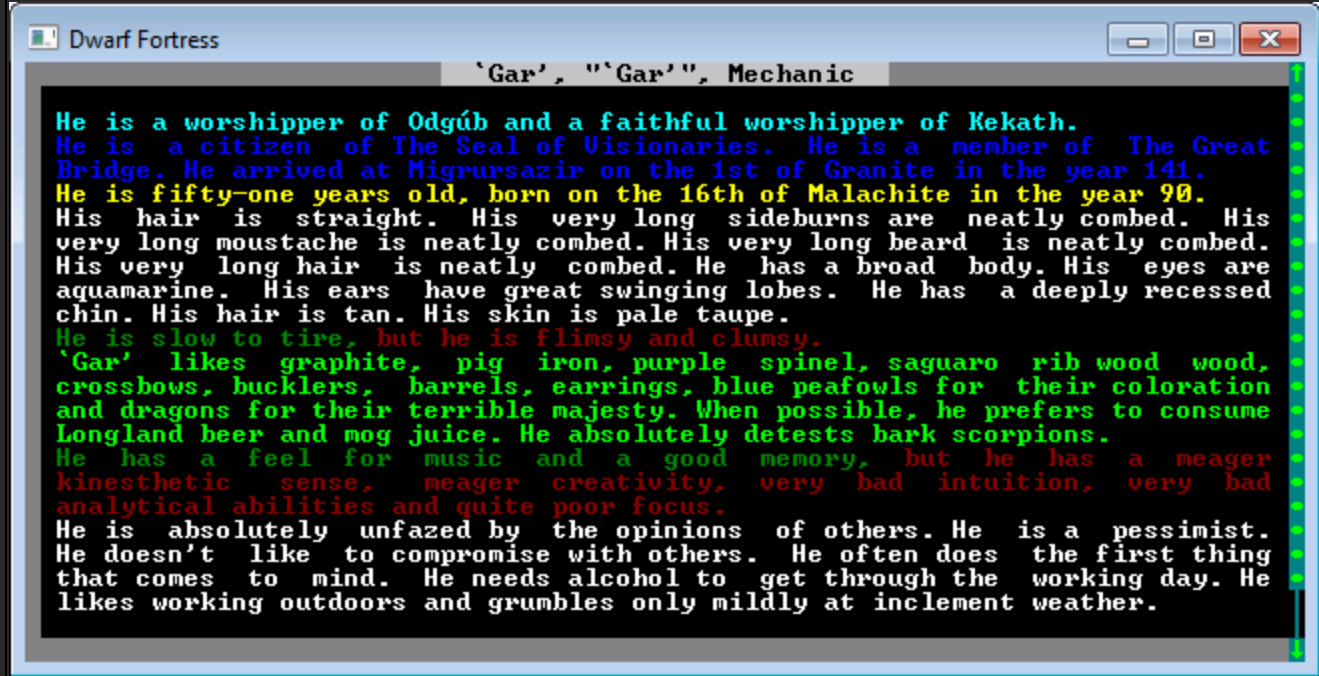 Dwarf Fortress
`Gar', "`Gar'", Mechanic
He is a worshipper of Odgúb and a faithful worshipper of Kekath.
He is a citizen of The Seal of Visionaries. He is a member of The Great
Bridge. He arrived at Migrursazir on the 1st of Granite in the year 141.
He is fifty-one years old, born on the 16th of Malachite in the year 90.
His hair is straight. His very long sideburns are neatly combed. His
very long moustache is neatly combed. His very long beard is neatly combed.
His very long hair is neatly combed. He has a broad body. His eyes are
aquamarine. His ears have great swinging lobes. He has a deeply recessed
chin. His hair is tan. His skin is pale taupe.
He is slow to tire, but he is flimsy and clumsy.
`Gar' likes graphite, pig iron, purple spinel, saguaro rib wood wood,
crossbows, bucklers, barrels, earrings, blue peafowls for their coloration
and dragons for their terrible majesty. When possible, he prefers to consume
Longland beer and mog juice. He absolutely detests bark scorpions.
He has a feel for music and a good memory, but he has a meager
kinesthetic sense, meager creativity, very bad intuition, very bad
analytical abilities and quite poor focus.
He is absolutely unfazed by the opinions of others. He is a pessimist.
He doesn't like to compromise with others. He often does the first thing
that comes to mind. He needs alcohol to get through the working day. He
likes working outdoors and grumbles only mildly at inclement weather.